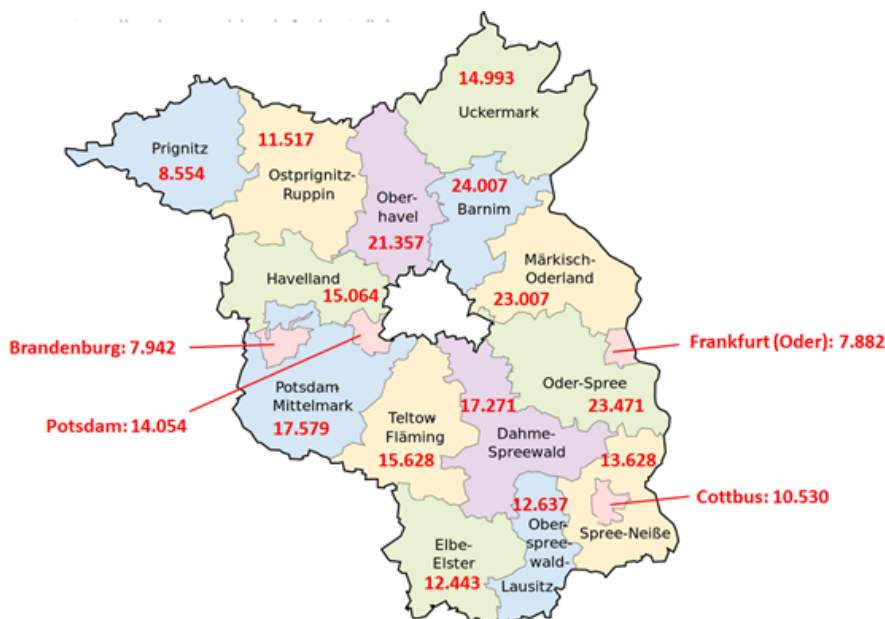 14.993
Uckermark
Prignitz
8.554
11.517
Ostprignitz-
Ruppin
Ober-
havel
21.357
24.007
Barnim
Märkisch-
Oderland
23.007
Havelland
15.064
Brandenburg: 7.942
Frankfurt (Oder): 7.882
Potsdam: 14.054
Potsdam-
Mittelmark
17.579
Teltow
Fläming
15.628
17.271
Dahme-
Spreewald
Oder-Spree
23.471
13.628
Cottbus: 10.530
Spree-Neiße
12.637
Ober
spree-
wald-
Lausitz
Elbe-
Elster
12.443